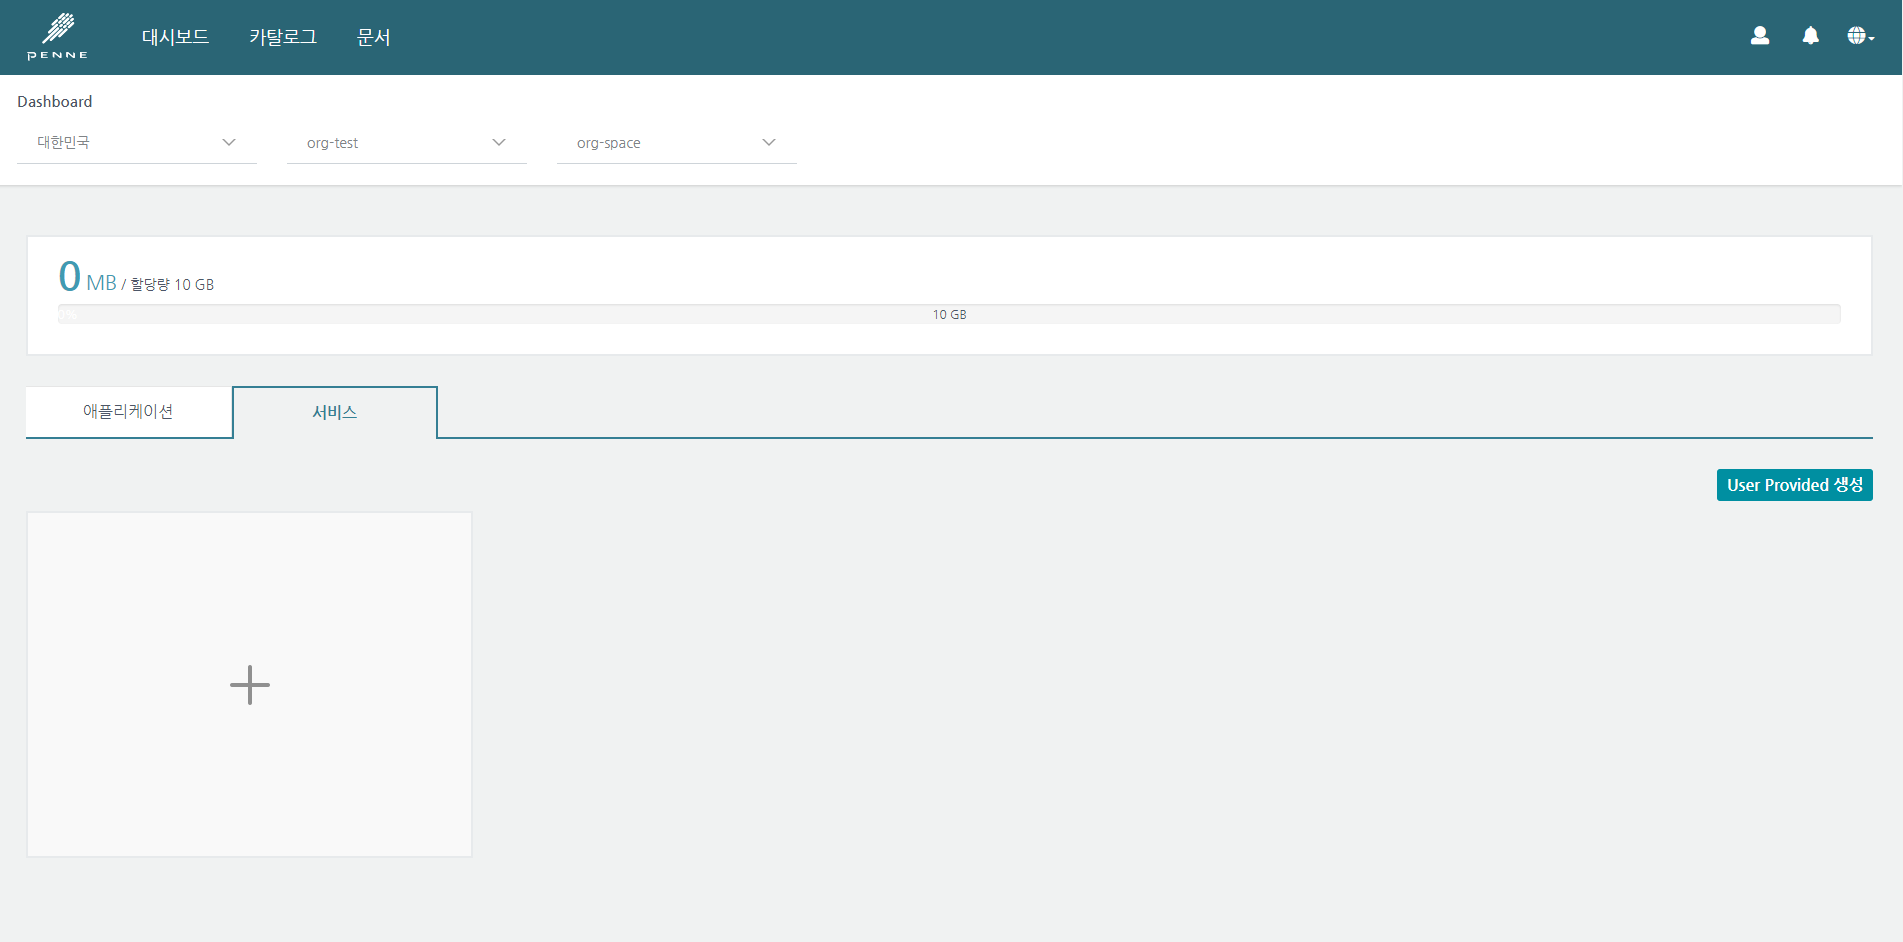 PENNE
대시보드 카탈로그 문서
Dashboard
대한민국 org-test org-space
0 MB / 할당량 10 GB
0% 10 GB
애플리케이션 서비스
User Provided 생성